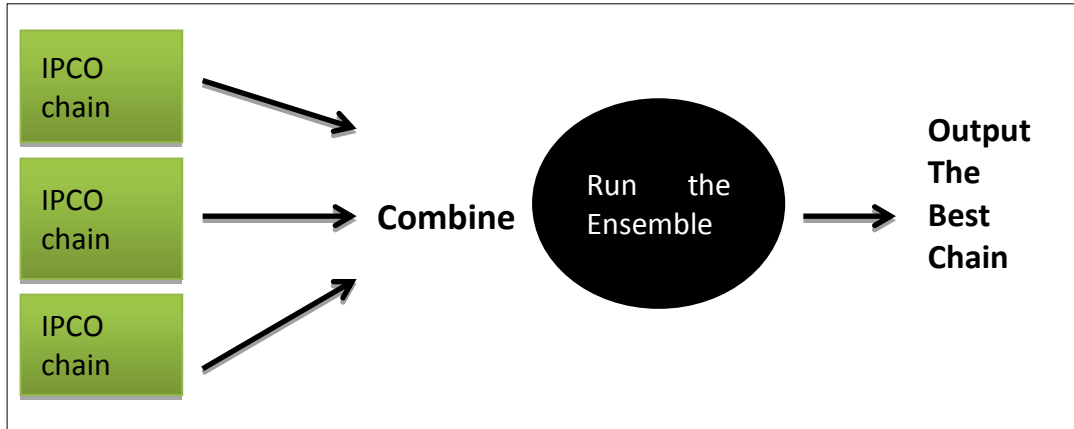 IPCO
chain
IPCO
chain
IPCO
chain
Combine
Run the
Ensemble
Output
The
Best
Chain